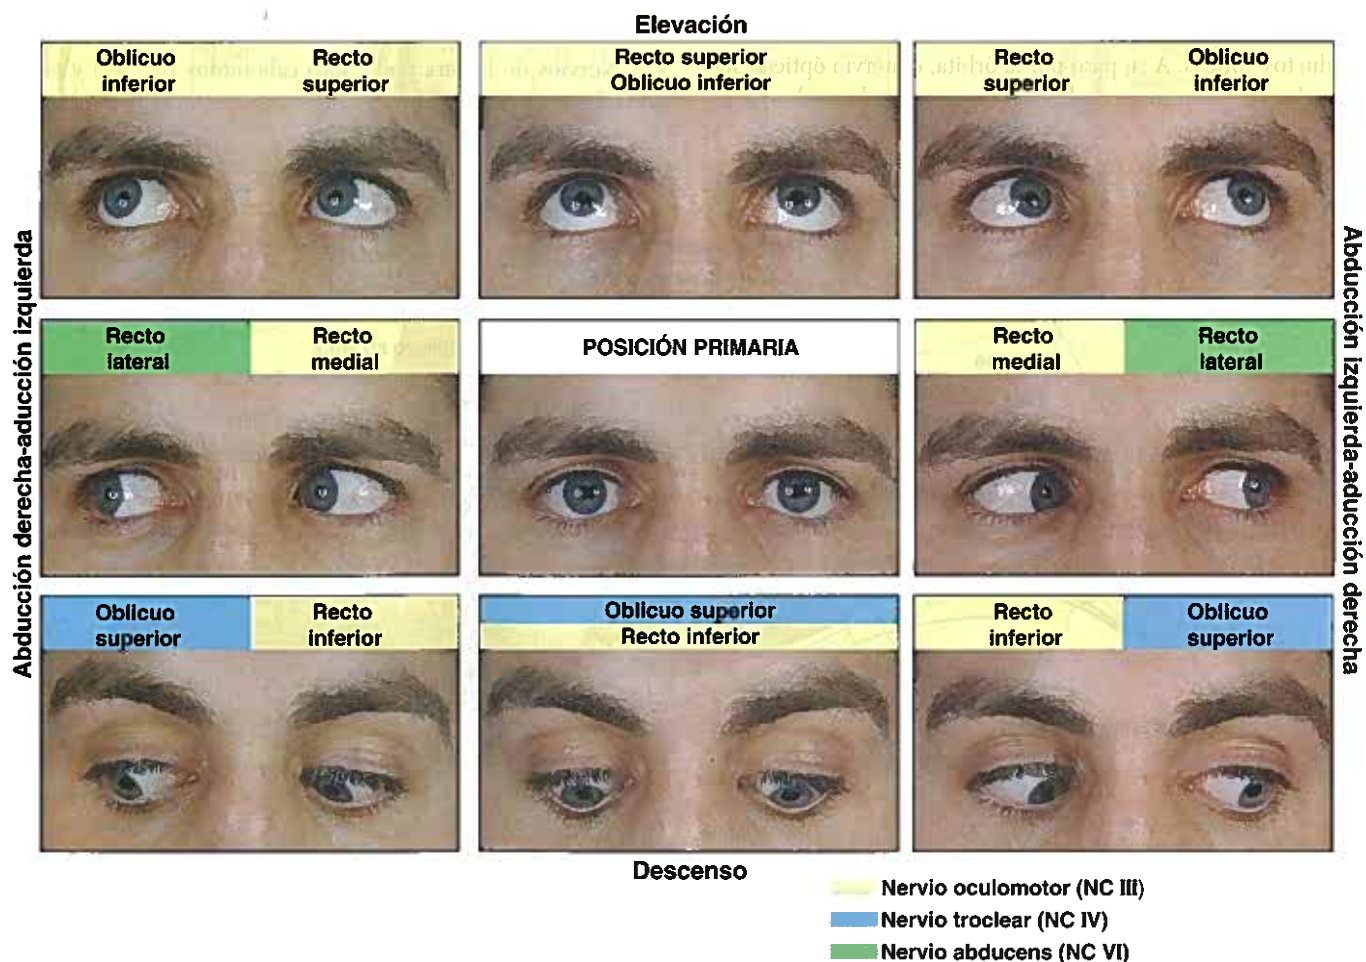 Elevación
Oblicuo inferior
Recto superior
Recto superior
Oblicuo inferior
Recto superior
Oblicuo inferior
Abducción derecha-aducción izquierda
Abducción izquierda-aducción derecha
Recto lateral
Recto medial
POSICIÓN PRIMARIA
Recto medial
Recto lateral
Oblicuo superior
Recto inferior
Oblicuo superior
Recto inferior
Recto inferior
Oblicuo superior
Descenso
Nervio oculomotor (NC III)
Nervio troclear (NC IV)
Nervio abducens (NC VI)